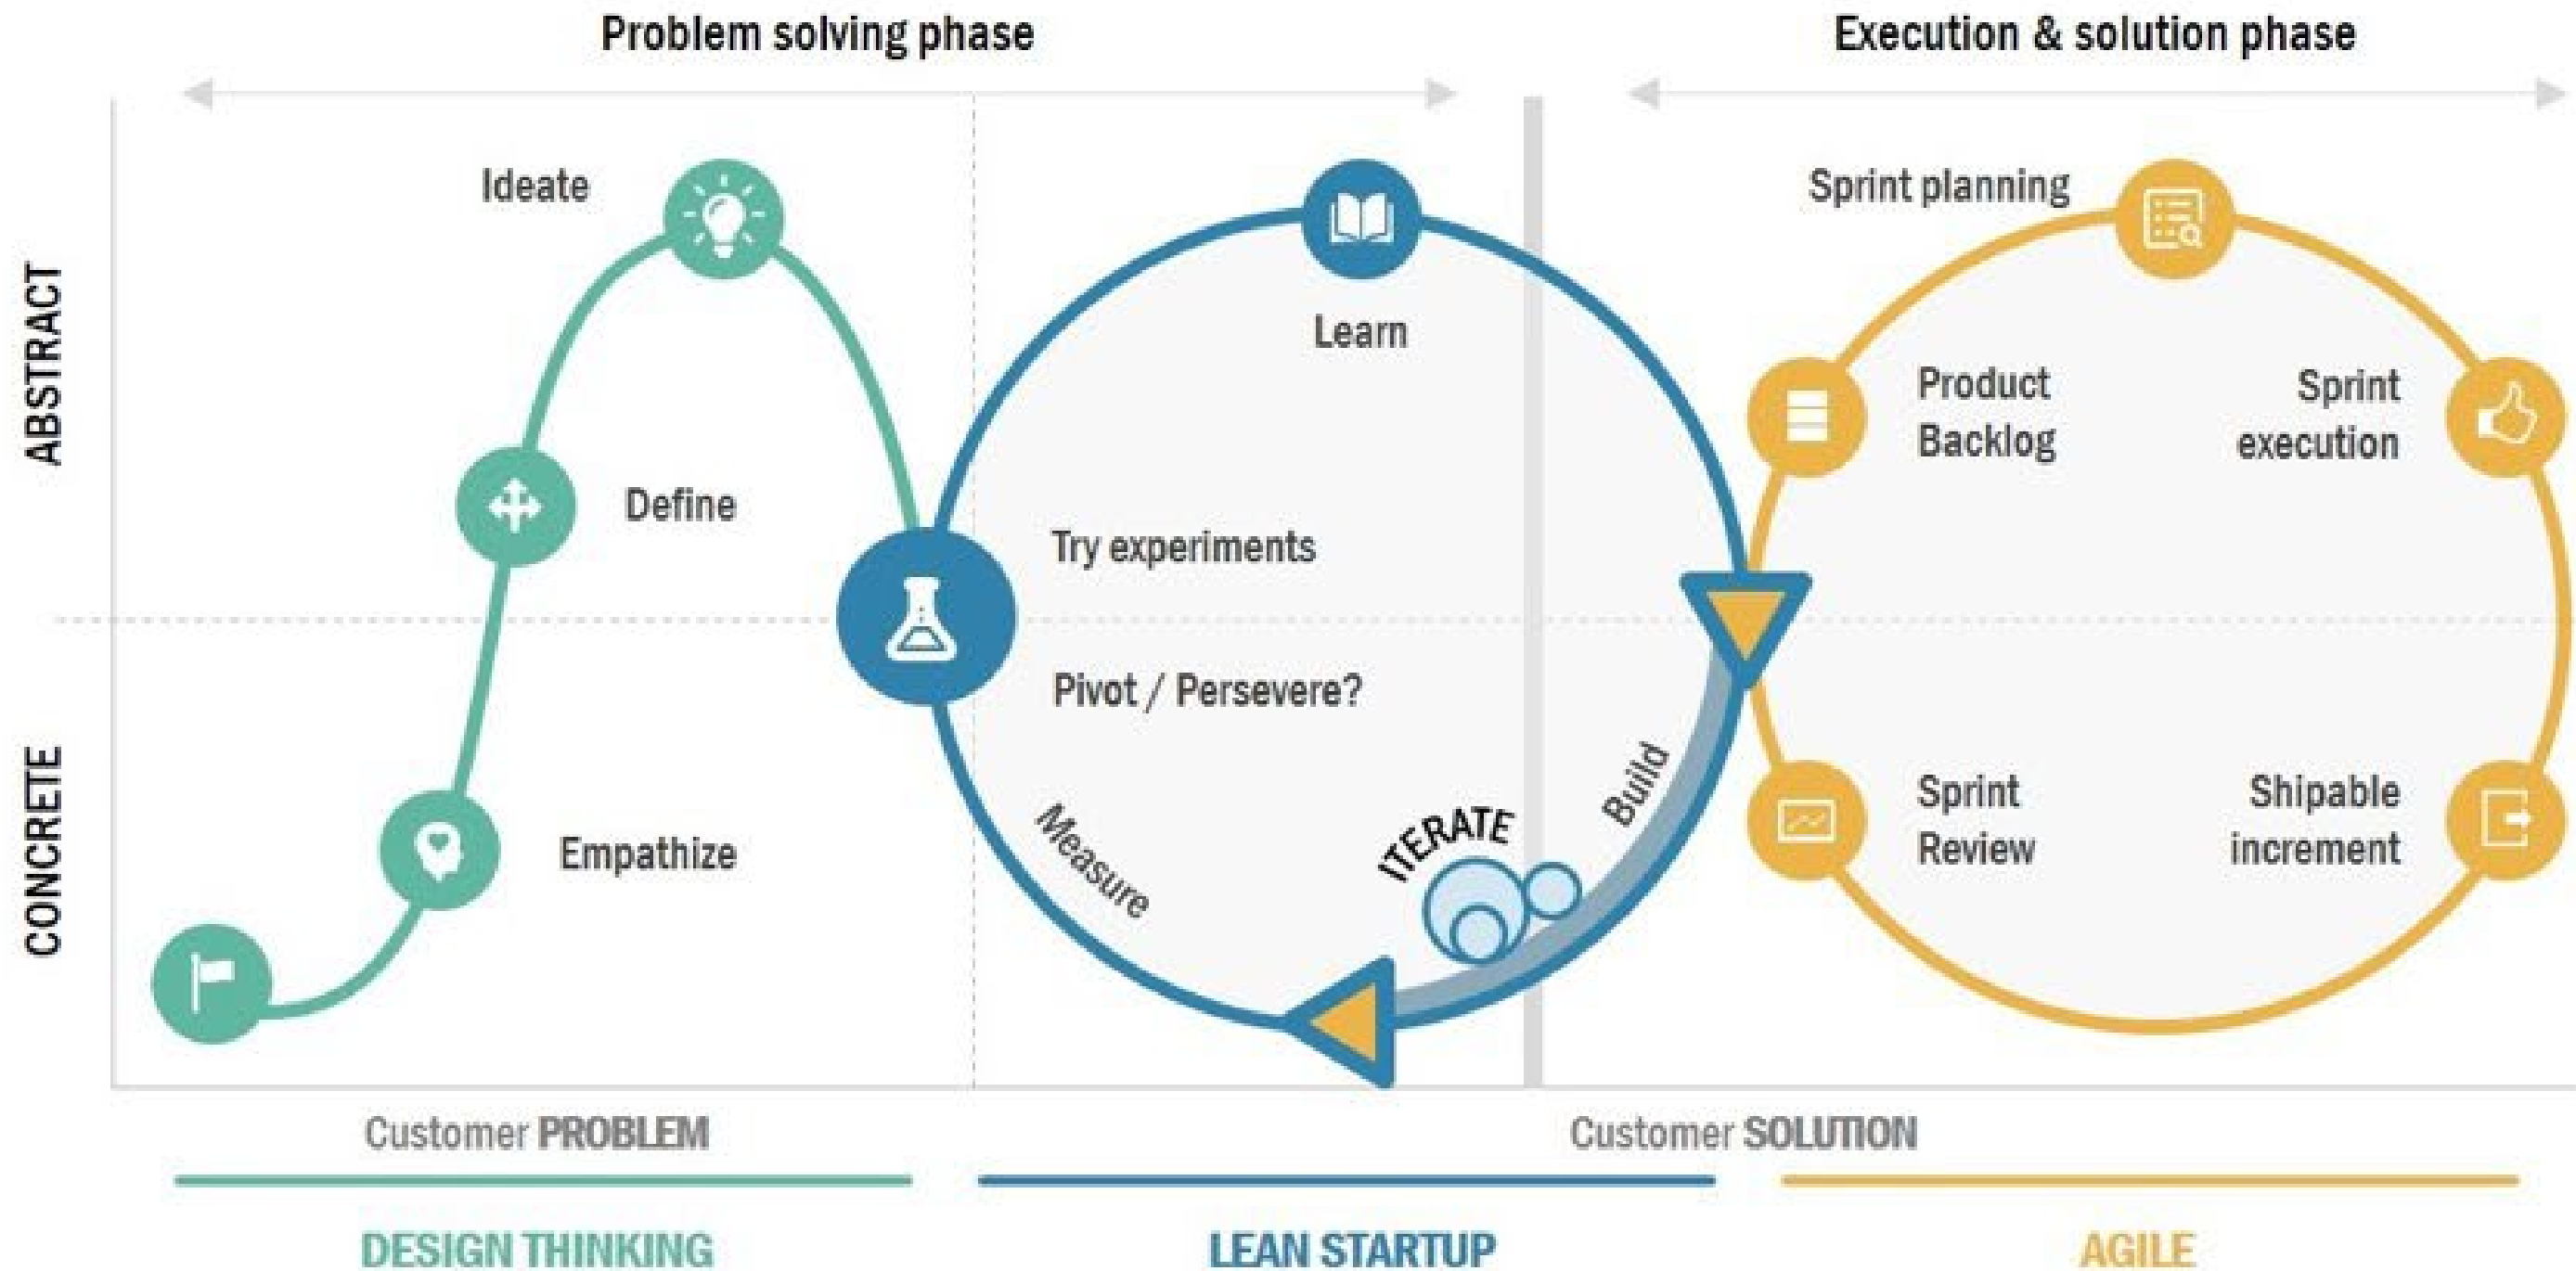 Problem solving phase
Execution & solution phase
ABSTRACT
CONCRETE
Ideate
Define
Empathize
Learn
Try experiments
Pivot / Persevere?
Measure
ITERATE
Build
Sprint planning
Product
Backlog
Sprint
execution
Sprint
Review
Shipable
increment
Customer PROBLEM
Customer SOLUTION
DESIGN THINKING
LEAN STARTUP
AGILE